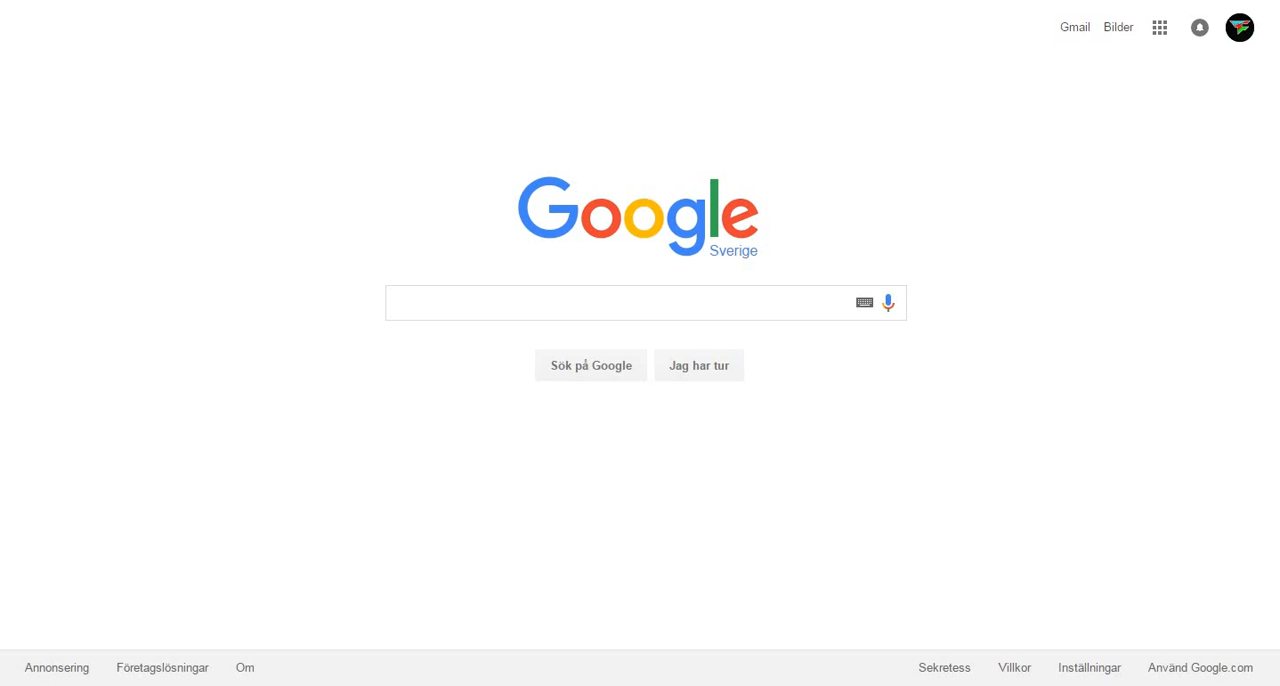 Gmail Bilder
Google
Sverige
Sök på Google Jag har tur
Annonsering Företagslösningar Om Sekretess Villkor Inställningar Använd Google.com